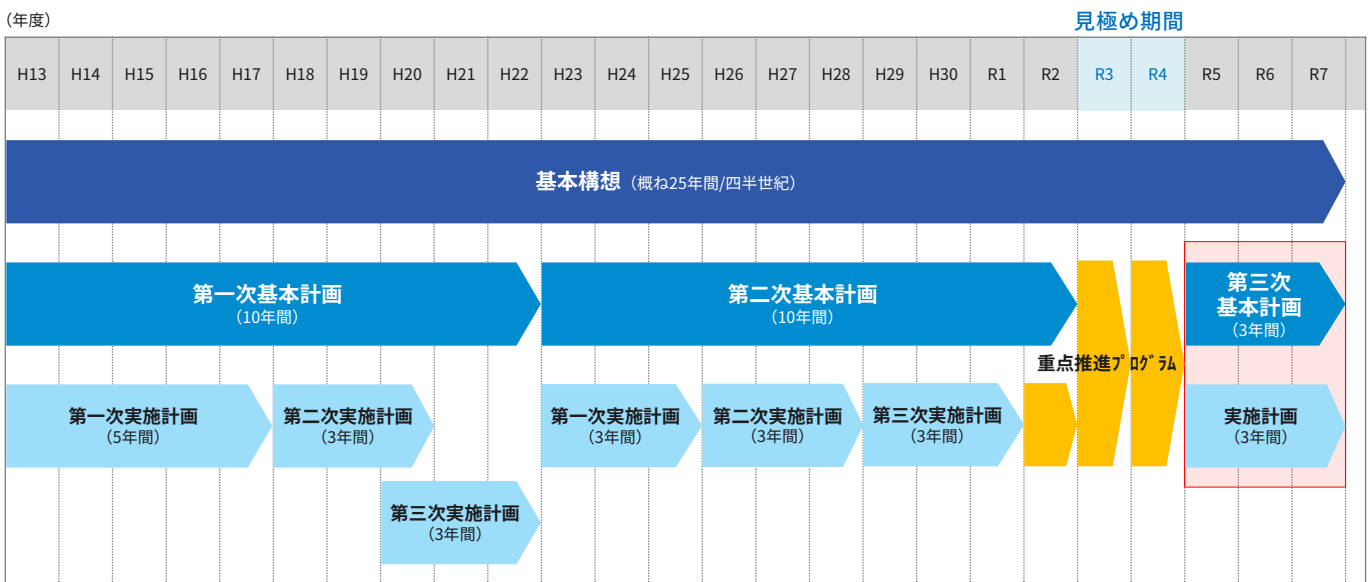 （年度）
見極め期間
H13 H14 H15 H16 H17 H18 H19 H20 H21 H22 H23 H24 H25 H26 H27 H28 H29 H30 R1 R2 R3 R4 R5 R6 R7
基本構想（概ね25年間/四半世紀）
第一次基本計画
（10年間）
第二次基本計画
（10年間）
第三次
基本計画
（3年間）
重点推進ﾌﾟﾛｸﾞﾗﾑ
第一次実施計画
（5年間）
第二次実施計画
（3年間）
第一次実施計画
（3年間）
第二次実施計画
（3年間）
第三次実施計画
（3年間）
実施計画
（3年間）
第三次実施計画
（3年間）